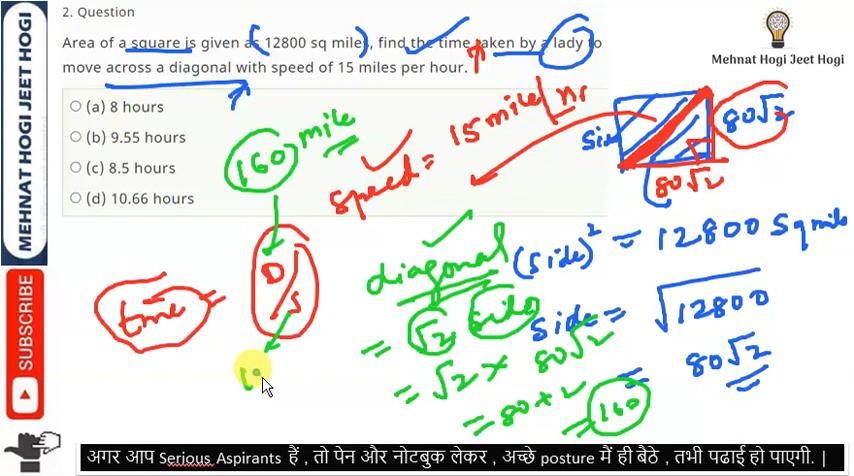 2. Question
Area of a square is given as 12800 sq miles, find the time taken by a lady to
move across a diagonal with speed of 15 miles per hour.
(a) 8 hours
(b) 9.55 hours
(c) 8.5 hours
(d) 10.66 hours
Mehnat Hogi Jeet Hogi
MEHNAT HOGI JEET HOGI
SUBSCRIBE
160 mile
speed = 15 mile/hr
80√2
80√2
time =
D/S
diagonal
= √2 side
= √2 × 80√2
= 80 × 2
= 160
(side)² = 12800 sq mile
side = √12800
= 80√2
अगर आप Serious Aspirants हैं , तो पेन और नोटबुक लेकर , अच्छे posture मैं ही बैठे , तभी पढाई हो पाएगी. |